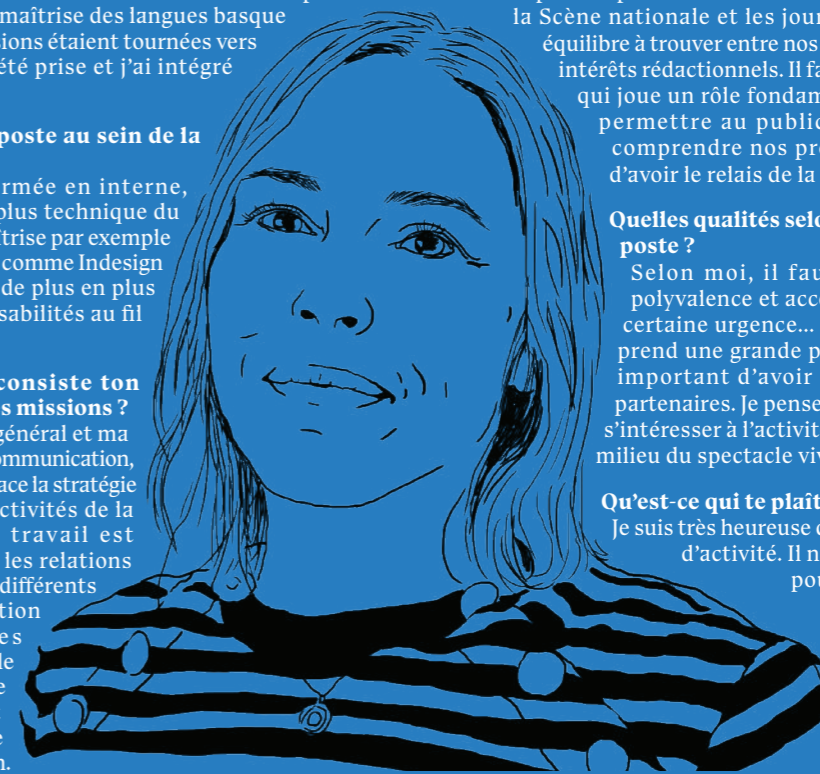 maîtrise des langues basque
sions étaient tournées vers
été prise et j’ai intégré
poste au sein de la
rmée en interne,
plus technique du
îtrise par exemple
comme Indesign
de plus en plus
sabilités au fil
consiste ton
s missions ?
général et ma
ommunication,
ace la stratégie
ctivités de la
travail est
les relations
différents
tion
es
le
e
e
n.
la Scène nationale et les jour
équilibre à trouver entre nos
intérêts rédactionnels. Il fa
qui joue un rôle fondam
permettre au public
comprendre nos pro
d’avoir le relais de la
Quelles qualités selo
poste ?
Selon moi, il fau
polyvalence et acce
certaine urgence...
prend une grande p
important d’avoir
partenaires. Je pense
s’intéresser à l’activit
milieu du spectacle viv
Qu’est-ce qui te plaît
Je suis très heureuse d
d’activité. Il n
pou